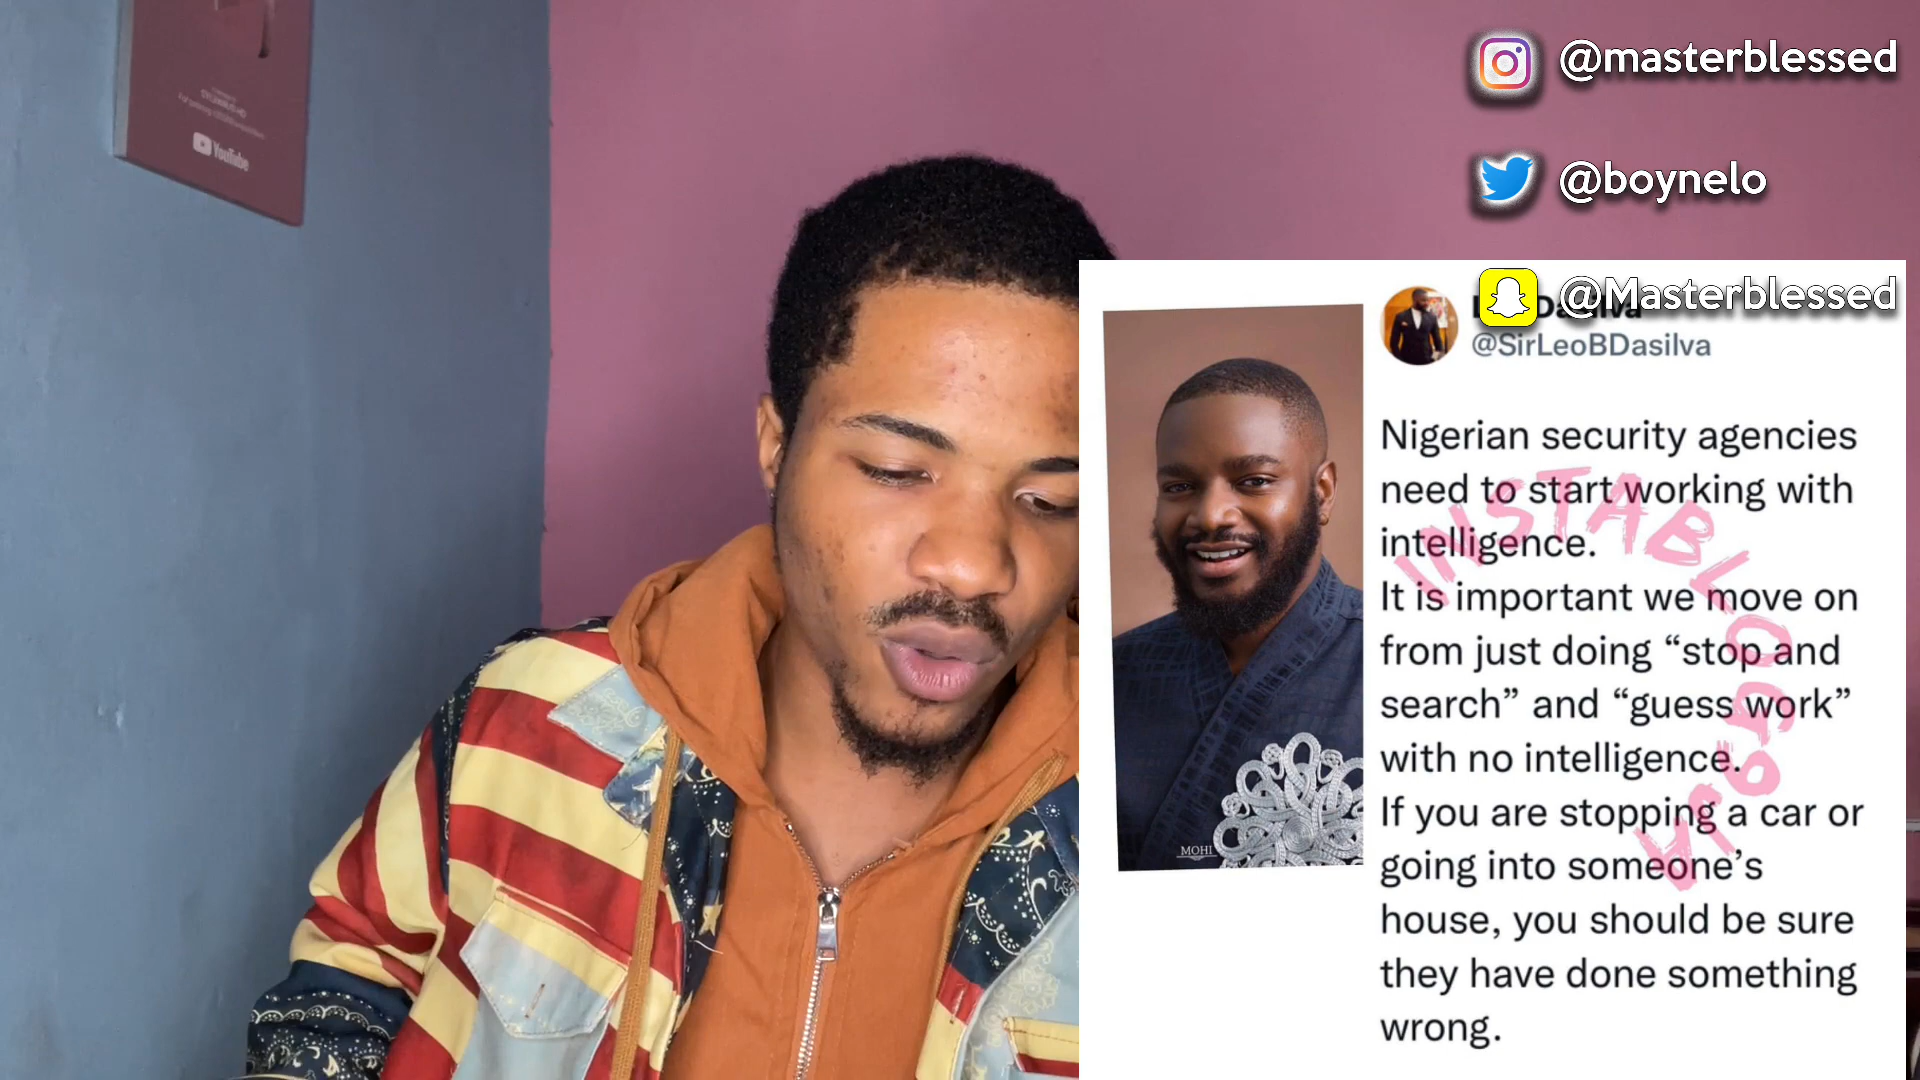 YouTube
@masterblessed
@boynelo
@Masterblessed
@SirLeoBDasilva
Nigerian security agencies
need to start working with
intelligence.
It is important we move on
from just doing “stop and
search” and “guess work”
with no intelligence.
If you are stopping a car or
going into someone’s
house, you should be sure
they have done something
wrong.
INSTABLOG9JA
MOHI